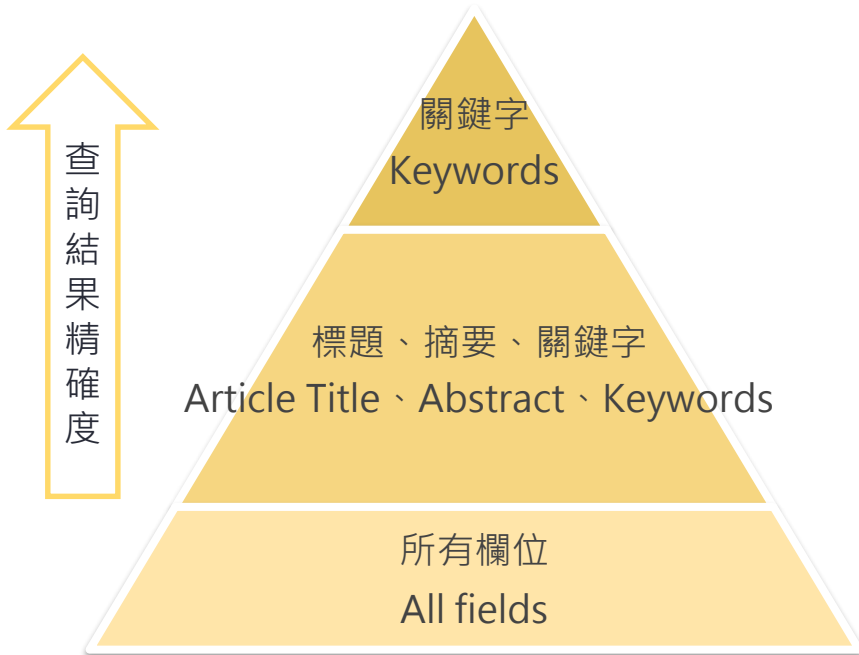 查詢結果精確度
關鍵字
Keywords
標題、摘要、關鍵字
Article Title、Abstract、Keywords
所有欄位
All fields